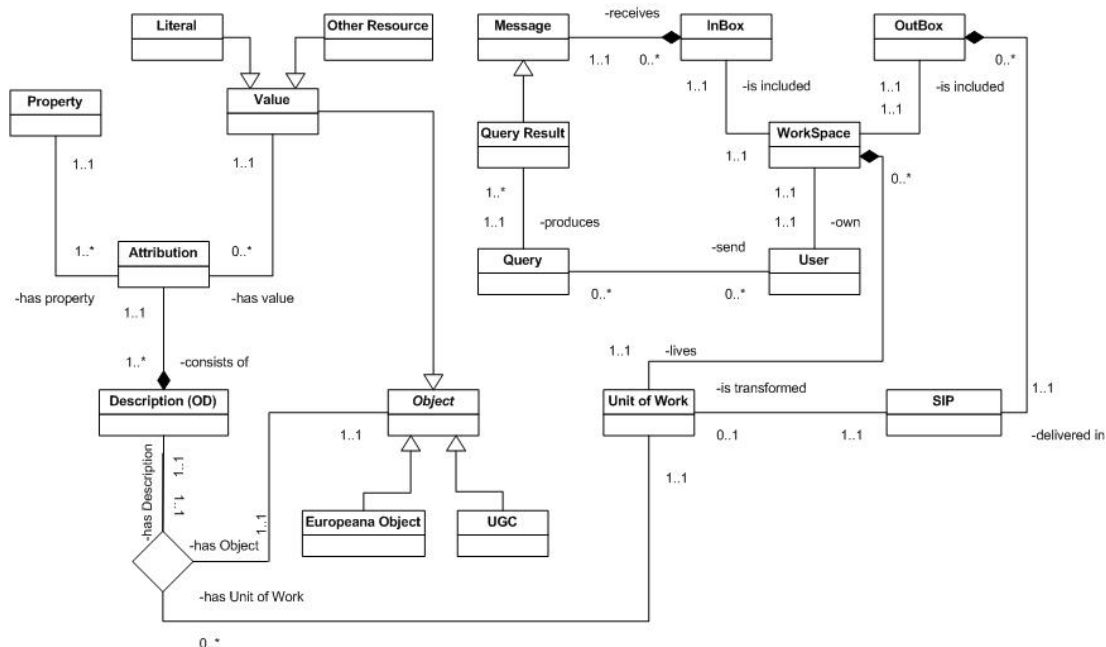 Literal
Other Resource
Message
-receives
InBox
OutBox
1..1
0..*
0..*
Property
Value
1..1
-is included
1..1
-is included
1..1
Query Result
WorkSpace
1..1
1..1
1..1
0..*
1..*
1..1
1..1
-produces
1..1
-own
1..*
0..*
-send
Attribution
Query
User
-has property
-has value
0..*
0..*
1..1
1..*
-consists of
1..1
-lives
-is transformed
1..1
Description (OD)
Object
Unit of Work
SIP
1..1
0..1
1..1
-delivered in
-has Description
1..1
1..1
1..1
1..1
Europeana Object
UGC
-has Object
-has Unit of Work
0..*